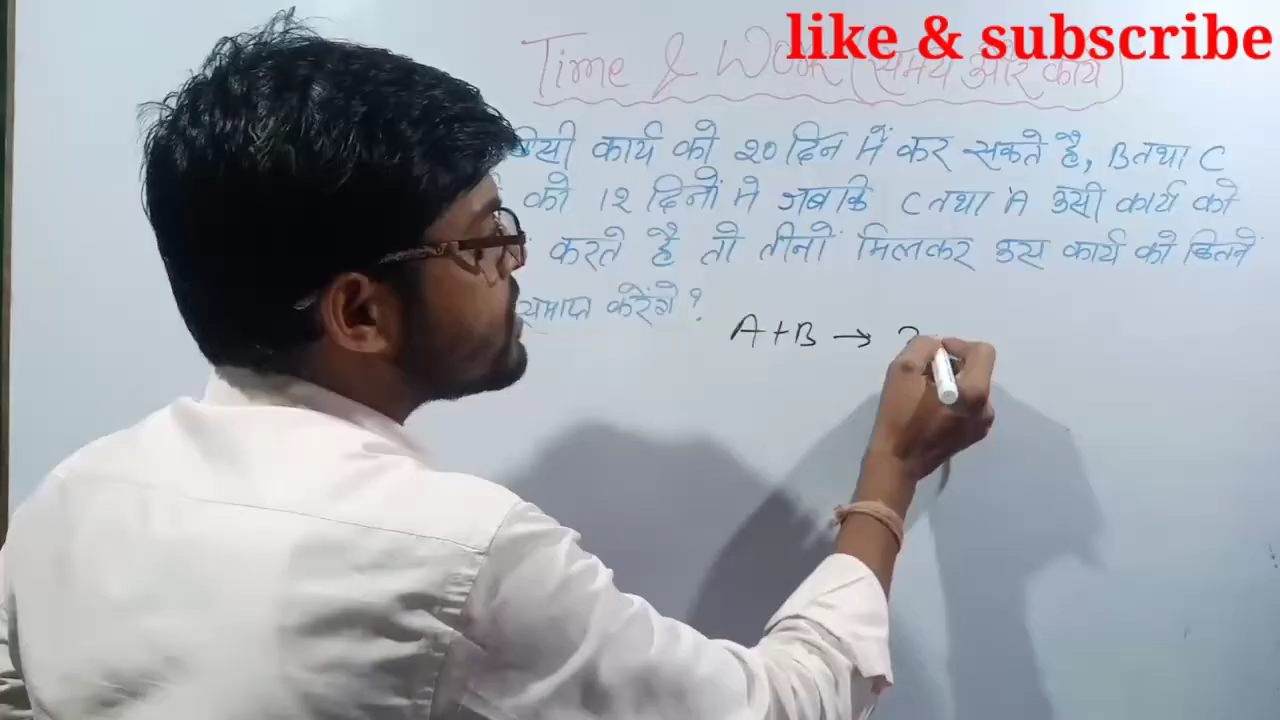 like & subscribe
Time & Work (समय और कार्य)
किसी कार्य को 20 दिन में कर सकते है, B तथा C
को 12 दिनों मे जबकि C तथा A उसी कार्य को
करते है तो तीनों मिलकर उस कार्य को कितने
समाप्त करेंगे ?
A+B → 2